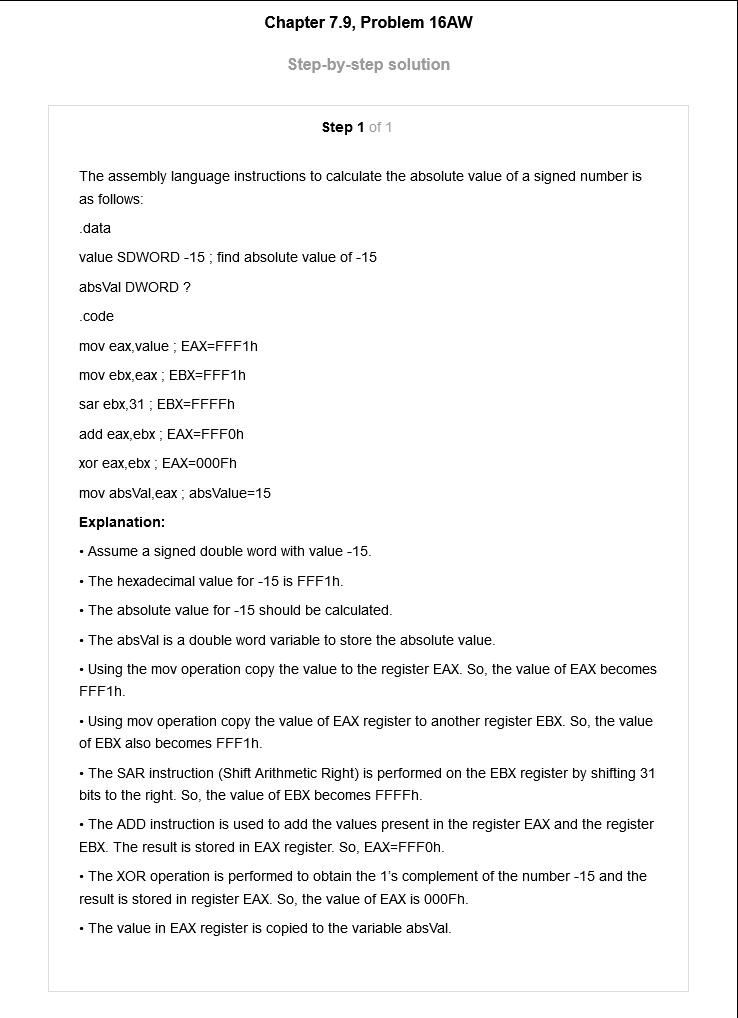 Chapter 7.9, Problem 16AW
Step-by-step solution
Step 1 of 1
The assembly language instructions to calculate the absolute value of a signed number is
as follows:
.data
value SDWORD -15 ; find absolute value of -15
absVal DWORD ?
.code
mov eax,value ; EAX=FFF1h
mov ebx,eax ; EBX=FFF1h
sar ebx,31 ; EBX=FFFFh
add eax,ebx ; EAX=FFF0h
xor eax,ebx ; EAX=000Fh
mov absVal,eax ; absValue=15
Explanation:
• Assume a signed double word with value -15.
• The hexadecimal value for -15 is FFF1h.
• The absolute value for -15 should be calculated.
• The absVal is a double word variable to store the absolute value.
• Using the mov operation copy the value to the register EAX. So, the value of EAX becomes
FFF1h.
• Using mov operation copy the value of EAX register to another register EBX. So, the value
of EBX also becomes FFF1h.
• The SAR instruction (Shift Arithmetic Right) is performed on the EBX register by shifting 31
bits to the right. So, the value of EBX becomes FFFFh.
• The ADD instruction is used to add the values present in the register EAX and the register
EBX. The result is stored in EAX register. So, EAX=FFF0h.
• The XOR operation is performed to obtain the 1's complement of the number -15 and the
result is stored in register EAX. So, the value of EAX is 000Fh.
• The value in EAX register is copied to the variable absVal.